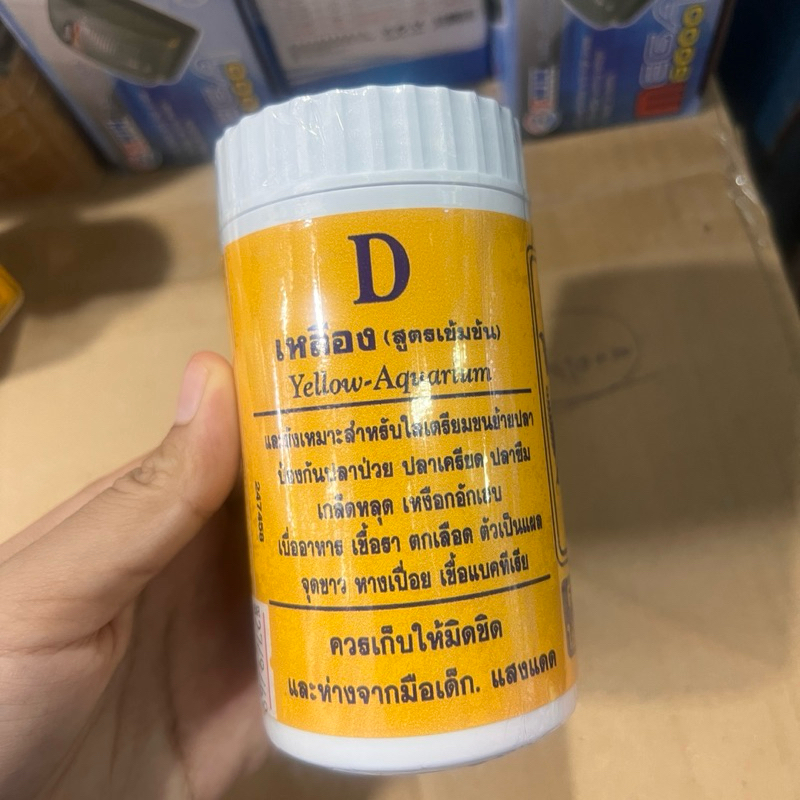 D
เหลือง (สูตรเข้มข้น)
Yellow-Aquarium
และยังเหมาะสำหรับใส่เตรียมขนย้ายปลา
ป้องกันปลาป่วย ปลาเครียด ปลาซึม
เกล็ดหลุด เหงือกอักเสบ
เบื่ออาหาร เชื้อรา ตกเลือด ตัวเป็นแผล
จุดขาว หางเปื่อย เชื้อแบคทีเรีย
ควรเก็บให้มิดชิด
และห่างจากมือเด็ก. แสงแดด
247408